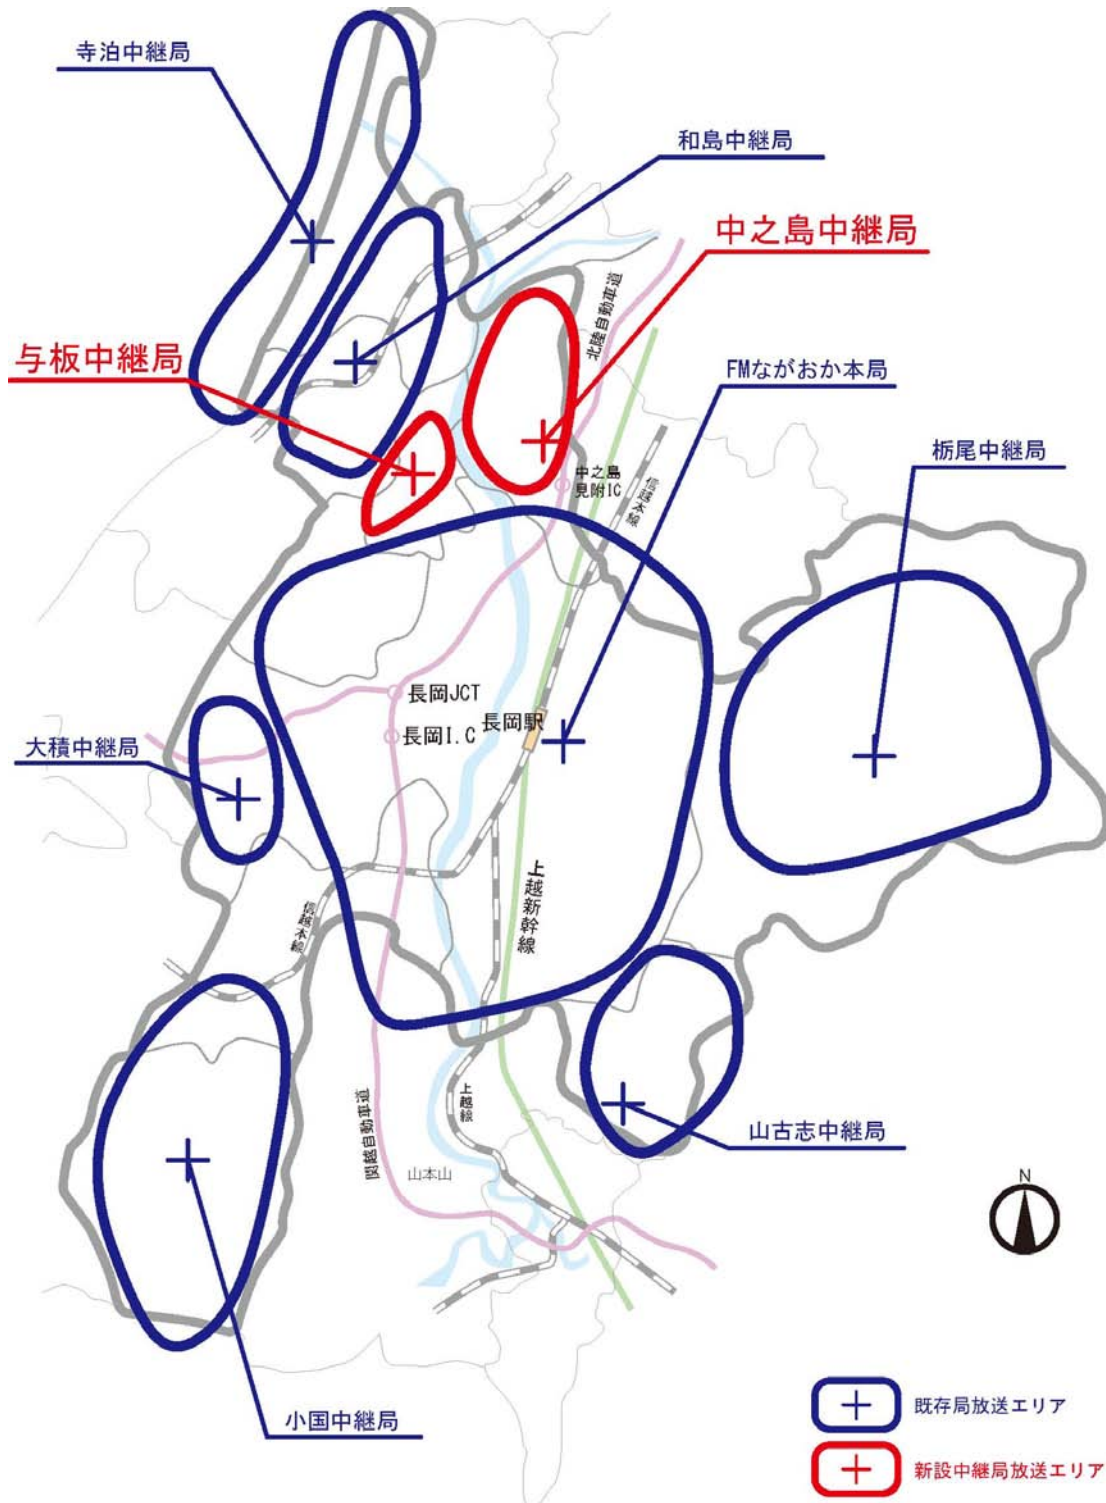 寺泊中継局
和島中継局
中之島中継局
北陸自動車道
与板中継局
FMながおか本局
栃尾中継局
中之島
見附IC
信越本線
長岡JCT
長岡駅
長岡I.C
大積中継局
上越新幹線
信越本線
上越線
関越自動車道
山古志中継局
山本山
N
小国中継局
既存局放送エリア
新設中継局放送エリア